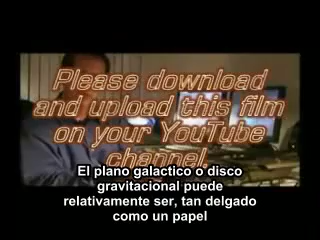 Please download
and upload this film
on your YouTube
channel.
El plano galactico o disco
gravitacional puede
relativamente ser, tan delgado
como un papel